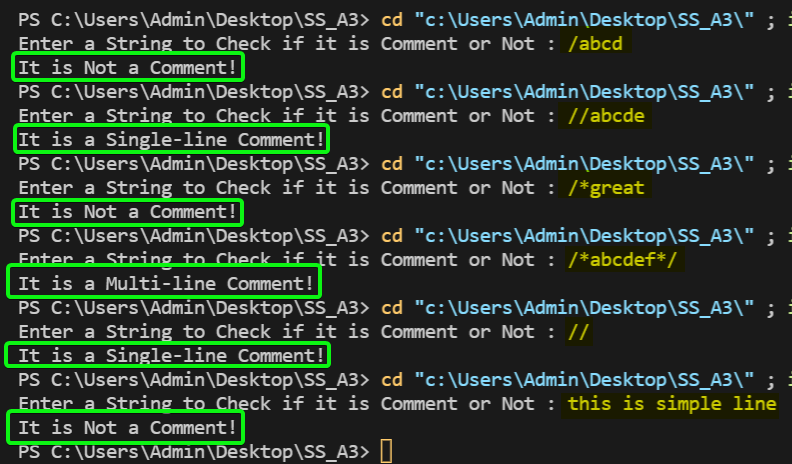 PS C:\Users\Admin\Desktop\SS_A3> cd "c:\Users\Admin\Desktop\SS_A3\" ; i
Enter a String to Check if it is Comment or Not : /abcd
It is Not a Comment!
PS C:\Users\Admin\Desktop\SS_A3> cd "c:\Users\Admin\Desktop\SS_A3\" ; i
Enter a String to Check if it is Comment or Not : //abcde
It is a Single-line Comment!
PS C:\Users\Admin\Desktop\SS_A3> cd "c:\Users\Admin\Desktop\SS_A3\" ; i
Enter a String to Check if it is Comment or Not : /*great
It is Not a Comment!
PS C:\Users\Admin\Desktop\SS_A3> cd "c:\Users\Admin\Desktop\SS_A3\" ; i
Enter a String to Check if it is Comment or Not : /*abcdef*/
It is a Multi-line Comment!
PS C:\Users\Admin\Desktop\SS_A3> cd "c:\Users\Admin\Desktop\SS_A3\" ; i
Enter a String to Check if it is Comment or Not : //
It is a Single-line Comment!
PS C:\Users\Admin\Desktop\SS_A3> cd "c:\Users\Admin\Desktop\SS_A3\" ; i
Enter a String to Check if it is Comment or Not : this is simple line
It is Not a Comment!
PS C:\Users\Admin\Desktop\SS_A3>